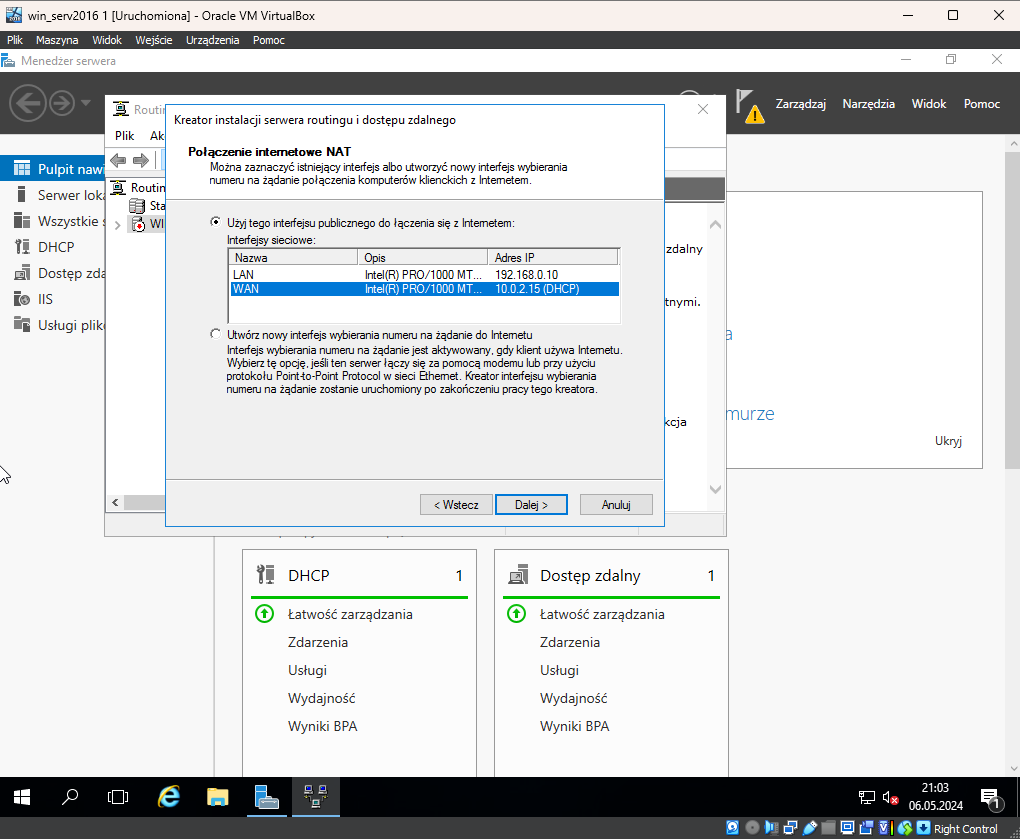 win_serv2016 1 [Uruchomiona] - Oracle VM VirtualBox
Plik Maszyna Widok Wejście Urządzenia Pomoc
Menedżer serwera
Zarządzaj Narzędzia Widok Pomoc
Plik
Pulpit
Serwer
Wszystkie
DHCP
Dostęp
IIS
Usługi
Kreator instalacji serwera routingu i dostępu zdalnego
Połączenie internetowe NAT
Można zaznaczyć istniejący interfejs albo utworzyć nowy interfejs wybierania
numeru na żądanie połączenia komputerów klienckich z Internetem.
Użyj tego interfejsu publicznego do łączenia się z Internetem:
Interfejsy sieciowe:
Nazwa Opis Adres IP
LAN Intel(R) PRO/1000 MT... 192.168.0.10
WAN Intel(R) PRO/1000 MT... 10.0.2.15 (DHCP)
Utwórz nowy interfejs wybierania numeru na żądanie do Internetu
Interfejs wybierania numeru na żądanie jest aktywowany, gdy klient używa Internetu.
Wybierz tę opcję, jeśli ten serwer łączy się za pomocą modemu lub przy użyciu
protokołu Point-to-Point Protocol w sieci Ethernet. Kreator interfejsu wybierania
numeru na żądanie zostanie uruchomiony po zakończeniu pracy tego kreatora.
< Wstecz Dalej > Anuluj
zdalny
tnymi.
kcja
murze
Ukryj
DHCP 1
Łatwość zarządzania
Zdarzenia
Usługi
Wydajność
Wyniki BPA
Dostęp zdalny 1
Łatwość zarządzania
Zdarzenia
Usługi
Wydajność
Wyniki BPA
21:03
06.05.2024
1
Right Control